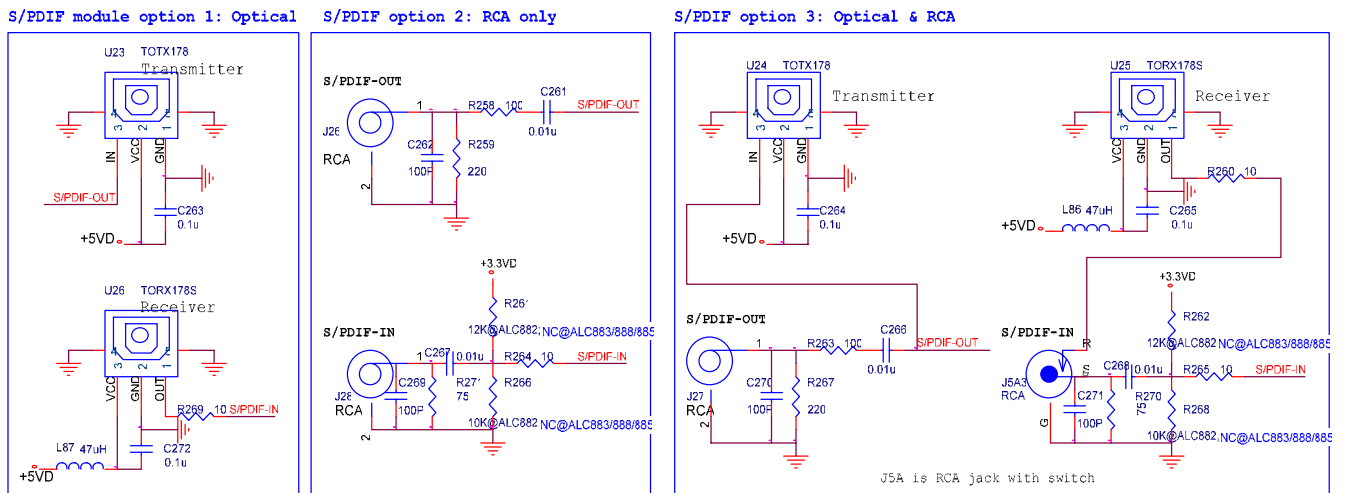 S/PDIF module option 1: Optical
U23 TOTX178
Transmitter
4
3
2
1
IN
VCC
GND
S/PDIF-OUT
C263
0.1u
+5VD
U26 TORX178S
Receiver
4
3
2
1
VCC
GND
OUT
R269 10 S/PDIF-IN
L87 47uH
C272
0.1u
+5VD
S/PDIF option 2: RCA only
S/PDIF-OUT
C261
1
R258 100
S/PDIF-OUT
0.01u
J26
RCA
C262
100P
R259
220
2
+3.3VD
R261
S/PDIF-IN
12K@ALC882, NC@ALC883/888/885
1
C267 0.01u
R264 10
S/PDIF-IN
C269
100P
R271
75
R266
J28
RCA
10K@ALC882, NC@ALC883/888/885
2
S/PDIF option 3: Optical & RCA
U24 TOTX178
Transmitter
4
3
2
1
IN
VCC
GND
C264
0.1u
+5VD
U25 TORX178S
Receiver
4
3
2
1
VCC
GND
OUT
R260 10
L86 47uH
C265
0.1u
+5VD
S/PDIF-OUT
C266
1
R263 100
S/PDIF-OUT
0.01u
C270
100P
R267
220
J27
RCA
2
+3.3VD
R262
S/PDIF-IN
R
12K@ALC882, NC@ALC883/888/885
S
C268 0.01u
R265 10
S/PDIF-IN
J5A3
RCA
C271
100P
R270
75
R268
G
10K@ALC882, NC@ALC883/888/885
J5A is RCA jack with switch